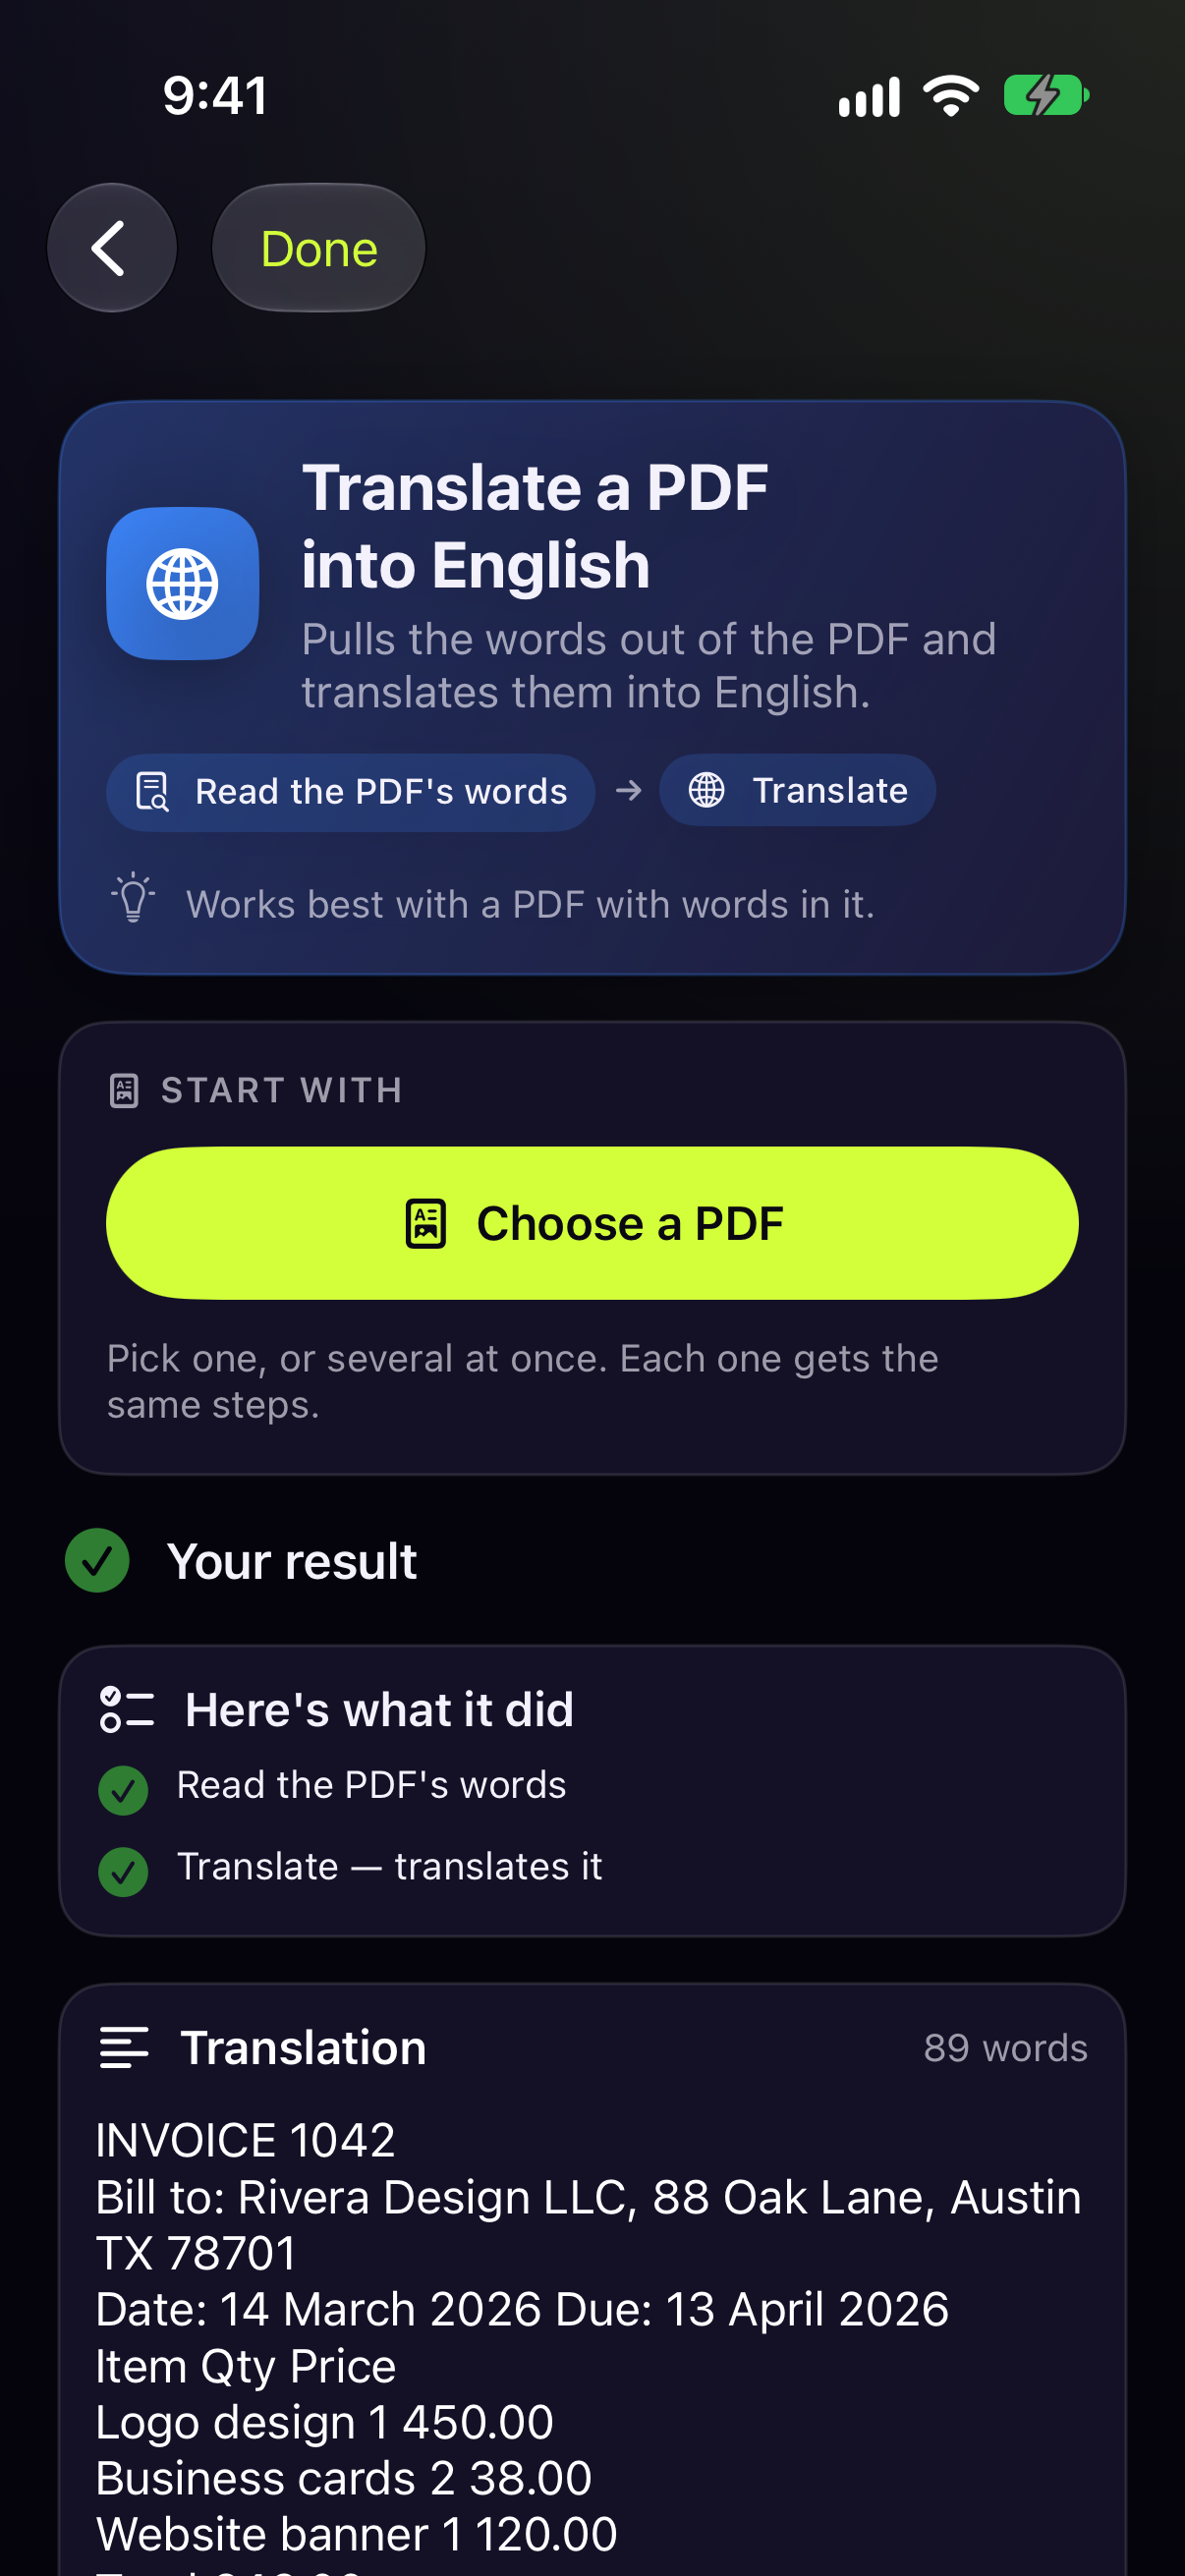 9:41
Done
Translate a PDF
into English
Pulls the words out of the PDF and
translates them into English.
Read the PDF's words → Translate
Works best with a PDF with words in it.
START WITH
Choose a PDF
Pick one, or several at once. Each one gets the
same steps.
Your result
Here's what it did
Read the PDF's words
Translate — translates it
Translation 89 words
INVOICE 1042
Bill to: Rivera Design LLC, 88 Oak Lane, Austin
TX 78701
Date: 14 March 2026 Due: 13 April 2026
Item Qty Price
Logo design 1 450.00
Business cards 2 38.00
Website banner 1 120.00